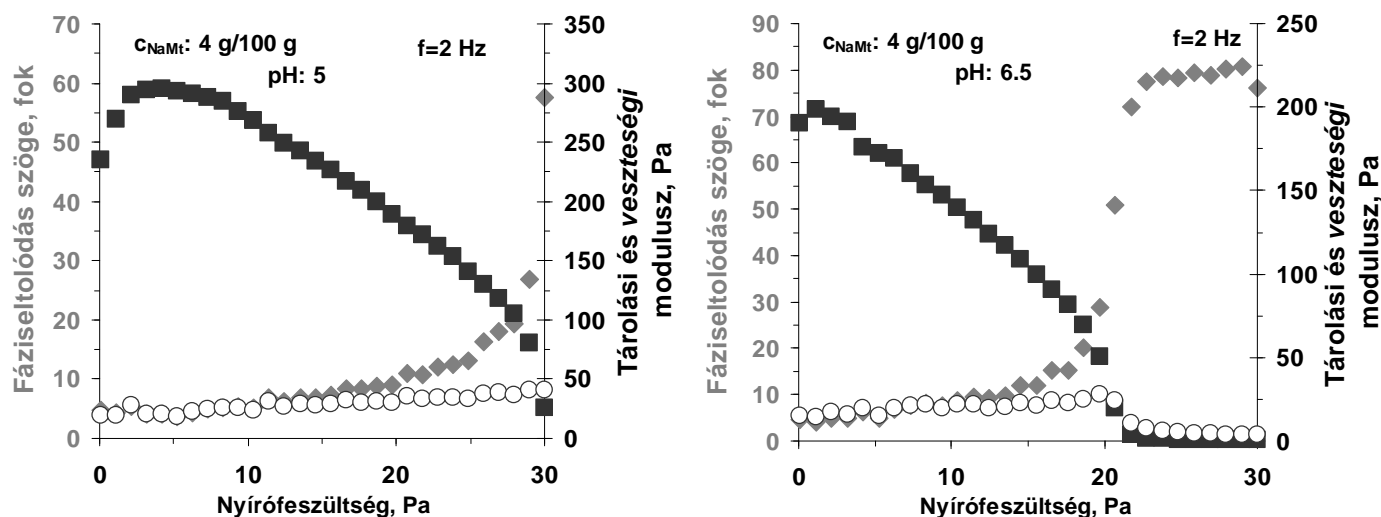 70
60
50
40
30
20
10
0
Fáziseltolódás szöge, fok
cNaMt: 4 g/100 g
pH: 5
f=2 Hz
350
300
250
200
150
100
50
0
Tárolási és veszteségi
modulusz, Pa
0
10
20
30
Nyírófeszültség, Pa
90
80
70
60
50
40
30
20
10
0
Fáziseltolódás szöge, fok
cNaMt: 4 g/100 g
pH: 6.5
f=2 Hz
250
200
150
100
50
0
Tárolási és veszteségi
modulusz, Pa
0
10
20
30
Nyírófeszültség, Pa